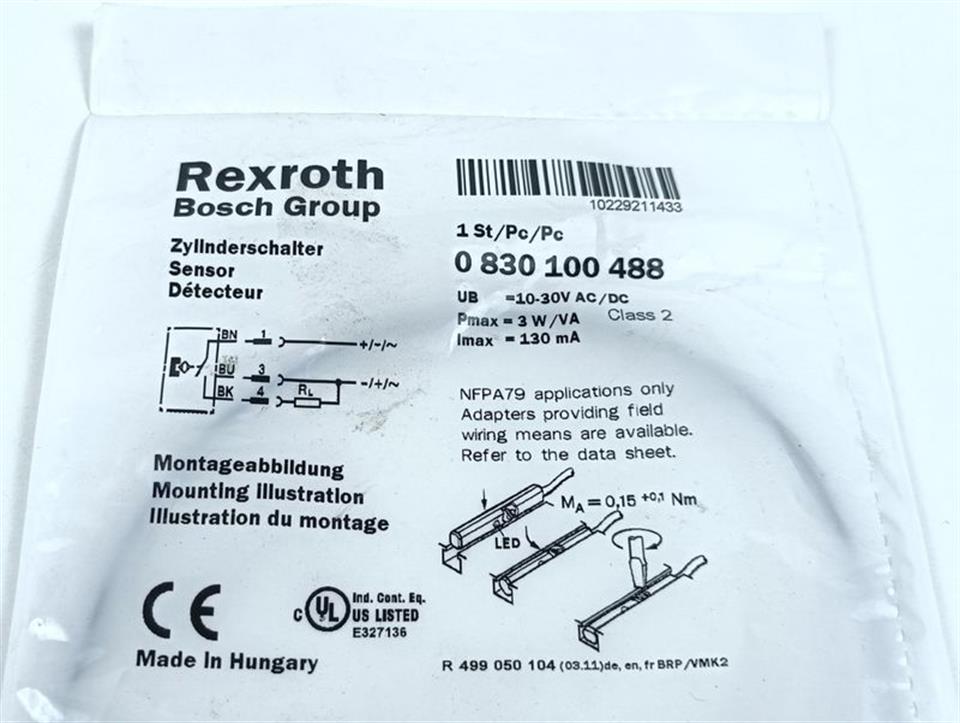 Rexroth
Bosch Group
Zylinderschalter
Sensor
Détecteur
10229211433
1 St/Pc/Pc
0 830 100 488
UB =10-30V AC/DC
Pmax = 3 W/VA Class 2
Imax = 130 mA
BN 1 +/-/~
BU 3 -/+/~
BK 4 RL
NFPA79 applications only
Adapters providing field
wiring means are available.
Refer to the data sheet.
Montageabbildung
Mounting illustration
Illustration du montage
MA = 0,15 +0,1 Nm
LED
CE
C UL US LISTED
Ind. Cont. Eq.
E327136
Made in Hungary
R 499 050 104 (03.11)de, en, fr BRP/VMK2